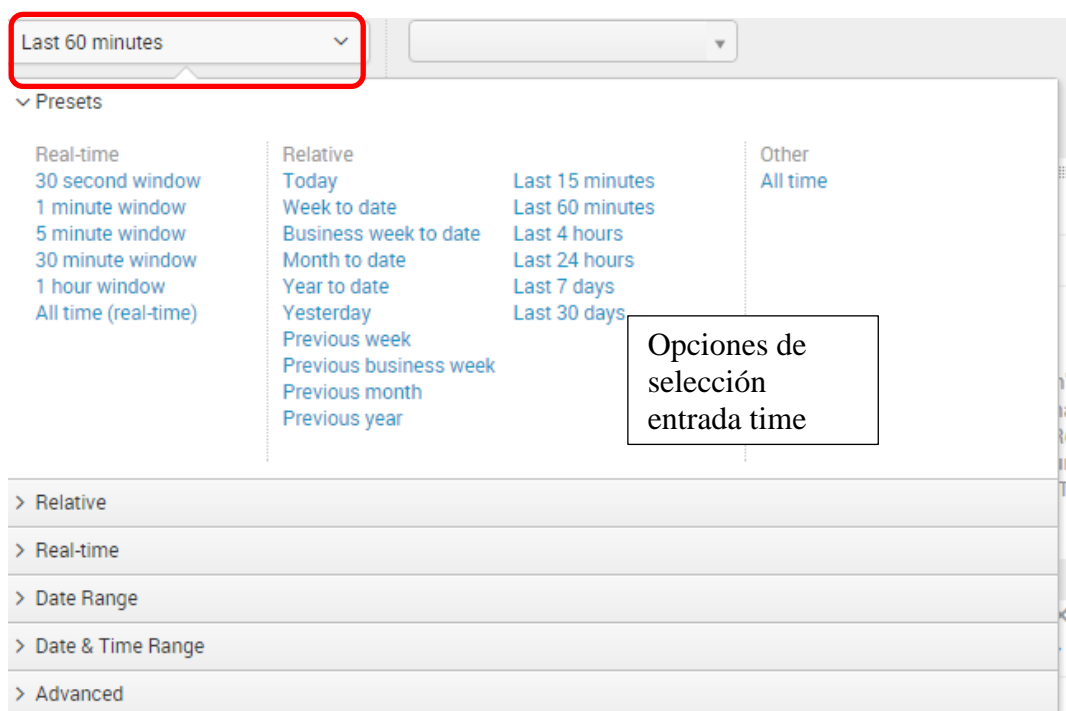 Last 60 minutes
Presets
Real-time
30 second window
1 minute window
5 minute window
30 minute window
1 hour window
All time (real-time)
Relative
Today
Week to date
Business week to date
Month to date
Year to date
Yesterday
Previous week
Previous business week
Previous month
Previous year
Last 15 minutes
Last 60 minutes
Last 4 hours
Last 24 hours
Last 7 days
Last 30 days
Other
All time
Opciones de
selección
entrada time
Relative
Real-time
Date Range
Date & Time Range
Advanced